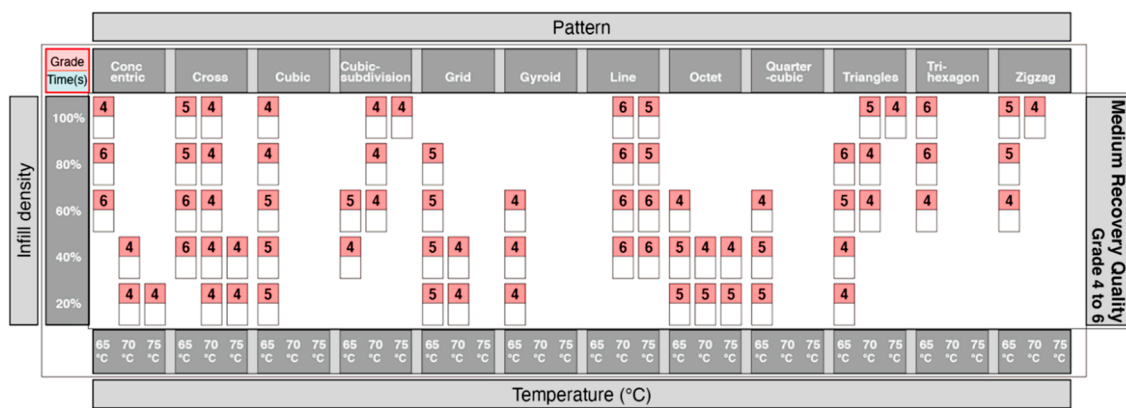 Pattern
Grade
Time(s)
Conc
entric
Cross
Cubic
Cubic-
subdivision
Grid
Gyroid
Line
Octet
Quarter
-cubic
Triangles
Tri-
hexagon
Zigzag
Infill density
100% 4 5 4 4 4 4 6 5 5 4 6 5 4
80% 6 5 4 4 4 5 6 5 6 4 6 5
60% 6 6 4 5 5 4 5 4 6 6 4 4 5 4 4 4
40% 4 6 4 4 5 4 5 4 4 6 6 5 4 4 5 4
20% 4 4 4 4 5 5 4 4 5 5 5 5 4
Medium Recovery Quality
Grade 4 to 6
65 70 75 65 70 75 65 70 75 65 70 75 65 70 75 65 70 75 65 70 75 65 70 75 65 70 75 65 70 75 65 70 75 65 70 75
°C °C °C °C °C °C °C °C °C °C °C °C °C °C °C °C °C °C °C °C °C °C °C °C °C °C °C °C °C °C °C °C °C °C °C °C
Temperature (°C)